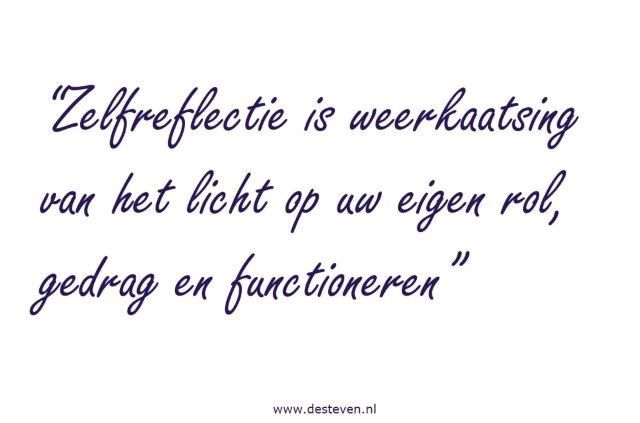 “Zelfreflectie is weerkaatsing
van het licht op uw eigen rol,
gedrag en functioneren”
www.desteven.nl